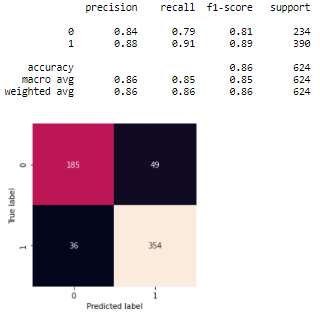 precision recall f1-score support
0 0.84 0.79 0.81 234
1 0.88 0.91 0.89 390
accuracy 0.86 624
macro avg 0.86 0.85 0.85 624
weighted avg 0.86 0.86 0.86 624
0 185 49
True label
1 36 354
0 1
Predicted label